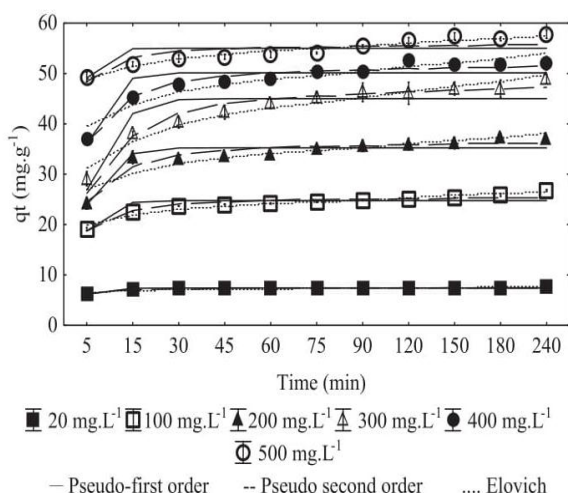 60
50
40
30
20
10
0
qt (mg.g⁻¹)
5 15 30 45 60 75 90 120 150 180 240
Time (min)
20 mg.L⁻¹ 100 mg.L⁻¹ 200 mg.L⁻¹ 300 mg.L⁻¹ 400 mg.L⁻¹
500 mg.L⁻¹
— Pseudo-first order -- Pseudo second order .... Elovich